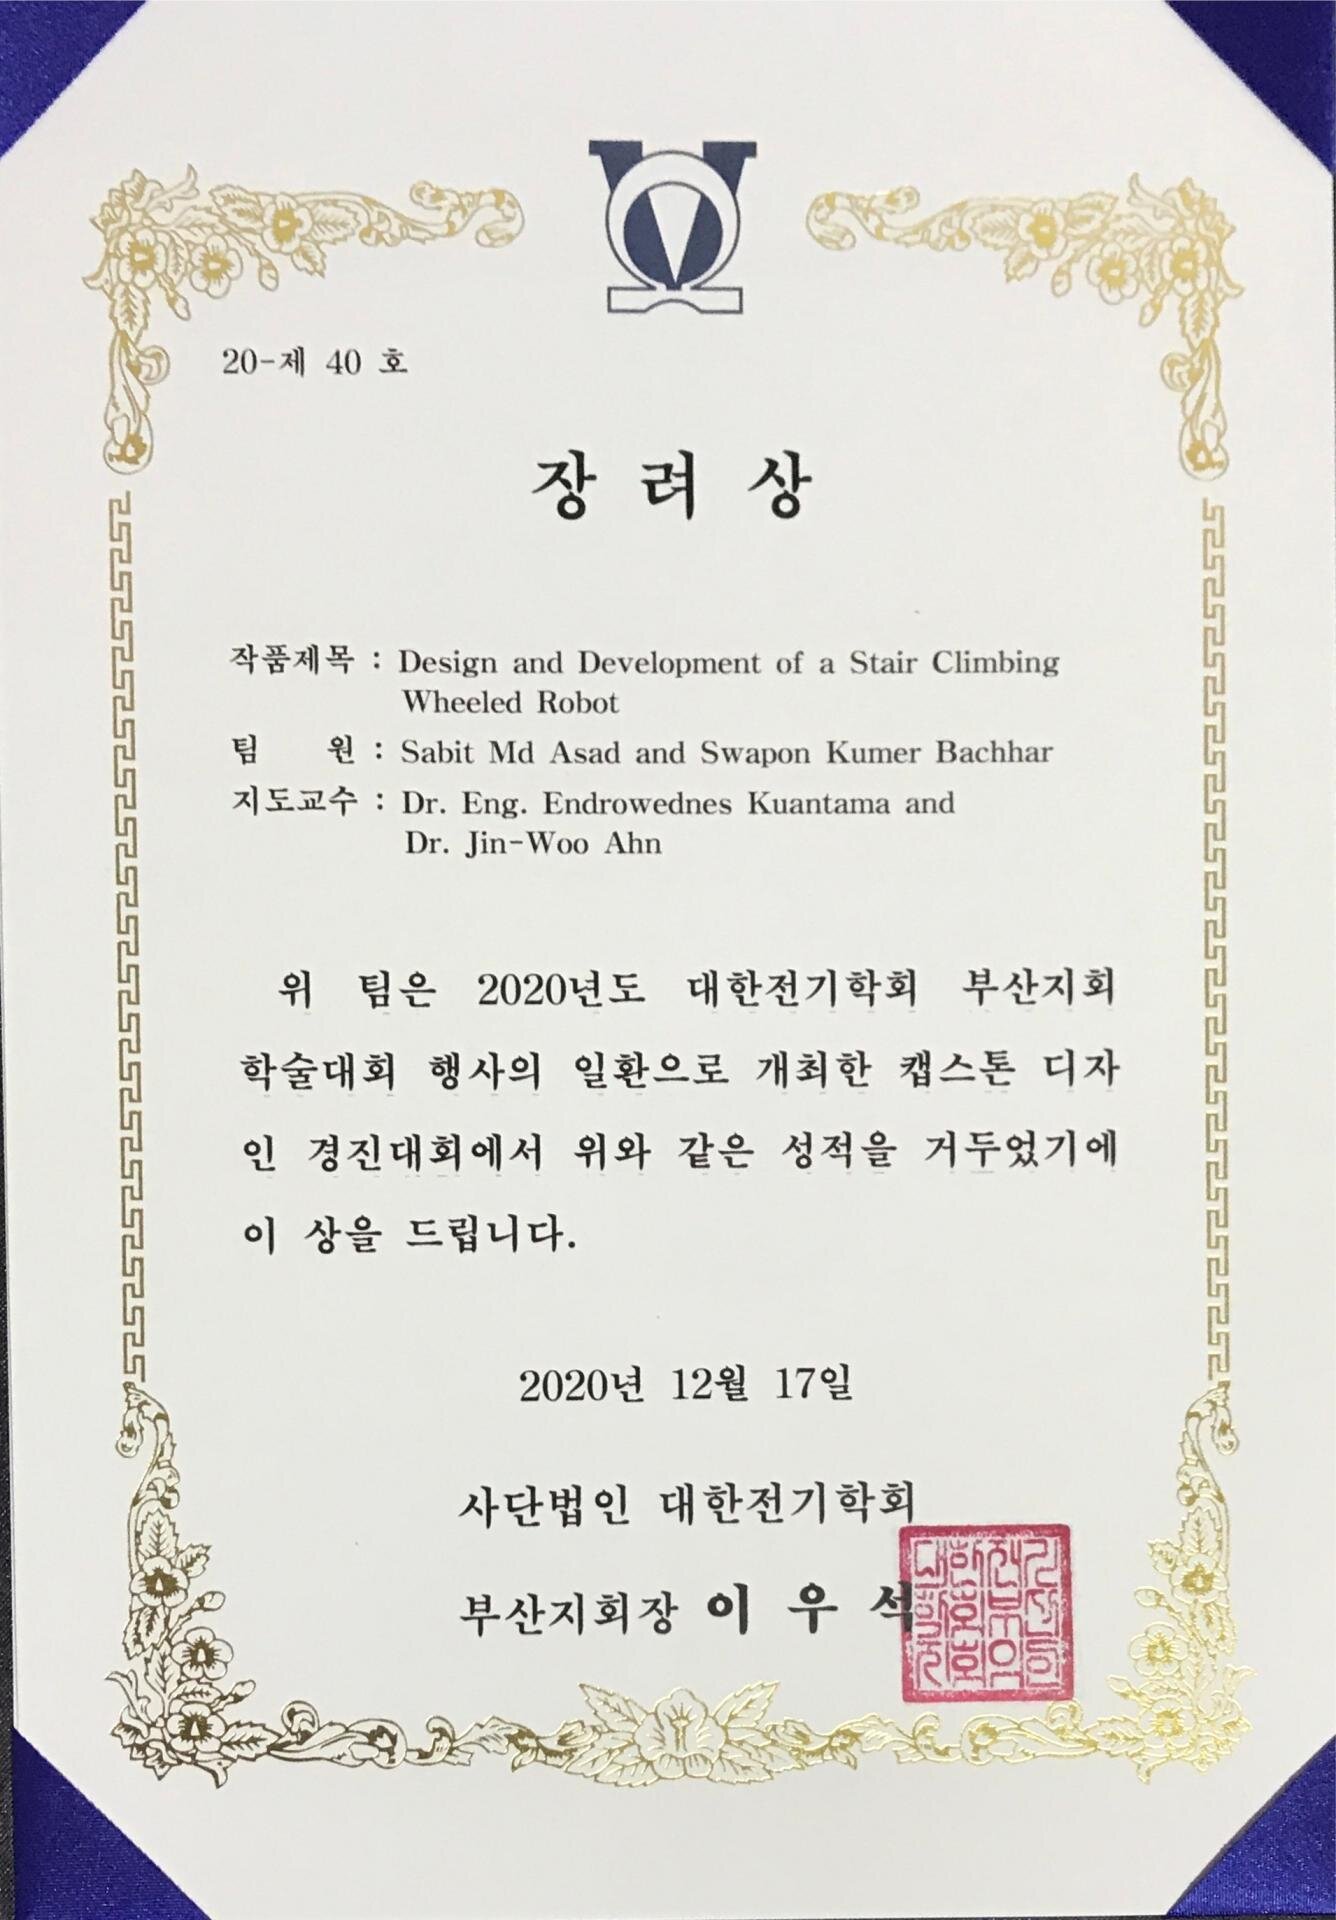 20-제 40 호
장 려 상
작품제목 : Design and Development of a Stair Climbing
Wheeled Robot
팀 원 : Sabit Md Asad and Swapon Kumer Bachhar
지도교수 : Dr. Eng. Endrowednes Kuantama and
Dr. Jin-Woo Ahn
위 팀은 2020년도 대한전기학회 부산지회
학술대회 행사의 일환으로 개최한 캡스톤 디자
인 경진대회에서 위와 같은 성적을 거두었기에
이 상을 드립니다.
2020년 12월 17일
사단법인 대한전기학회
부산지회장 이 우 석